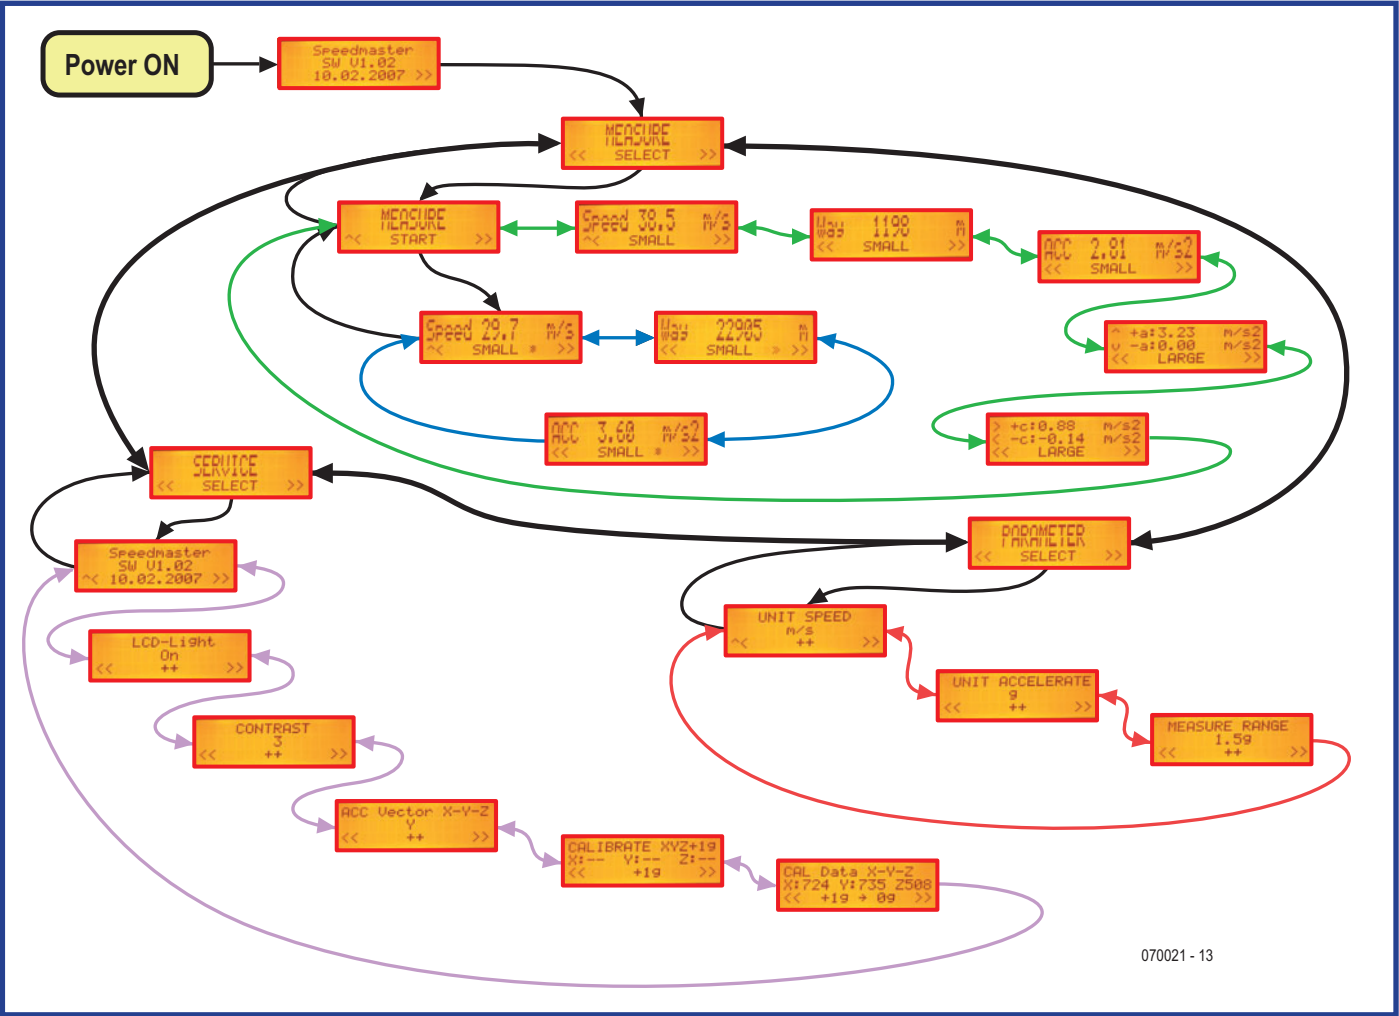 Power ON
Speedmaster
SW V1.02
10.02.2007 >>
MEASURE
<< SELECT >>
MEASURE
^< START >>
Speed 38.5 m/s
^< SMALL
Way 1198 m
<< SMALL
ACC 2.81 m/s2
<< SMALL
^ +a:3.23 m/s2
v -a:0.00 m/s2
<< LARGE
> +c:0.88 m/s2
< -c:-0.14 m/s2
<< LARGE >>
Speed 29.7 m/s
^< SMALL * >>
Way 22905 m
<< SMALL >>
ACC 3.60 m/s2
<< SMALL * >>
SERVICE
<< SELECT >>
Speedmaster
SW V1.02
^< 10.02.2007 >>
LCD-Light
On
<< ++ >>
CONTRAST
3
<< ++ >>
ACC Vector X-Y-Z
Y
<< ++ >>
CALIBRATE XYZ+1g
X:-- Y:-- Z:--
<< +1g
CAL Data X-Y-Z
X:724 Y:735 Z508
<< +1g → 0g >>
PARAMETER
<< SELECT >>
UNIT SPEED
m/s
^< ++ >>
UNIT ACCELERATE
g
<< ++ >>
MEASURE RANGE
1.5g
<< ++ >>
070021 - 13